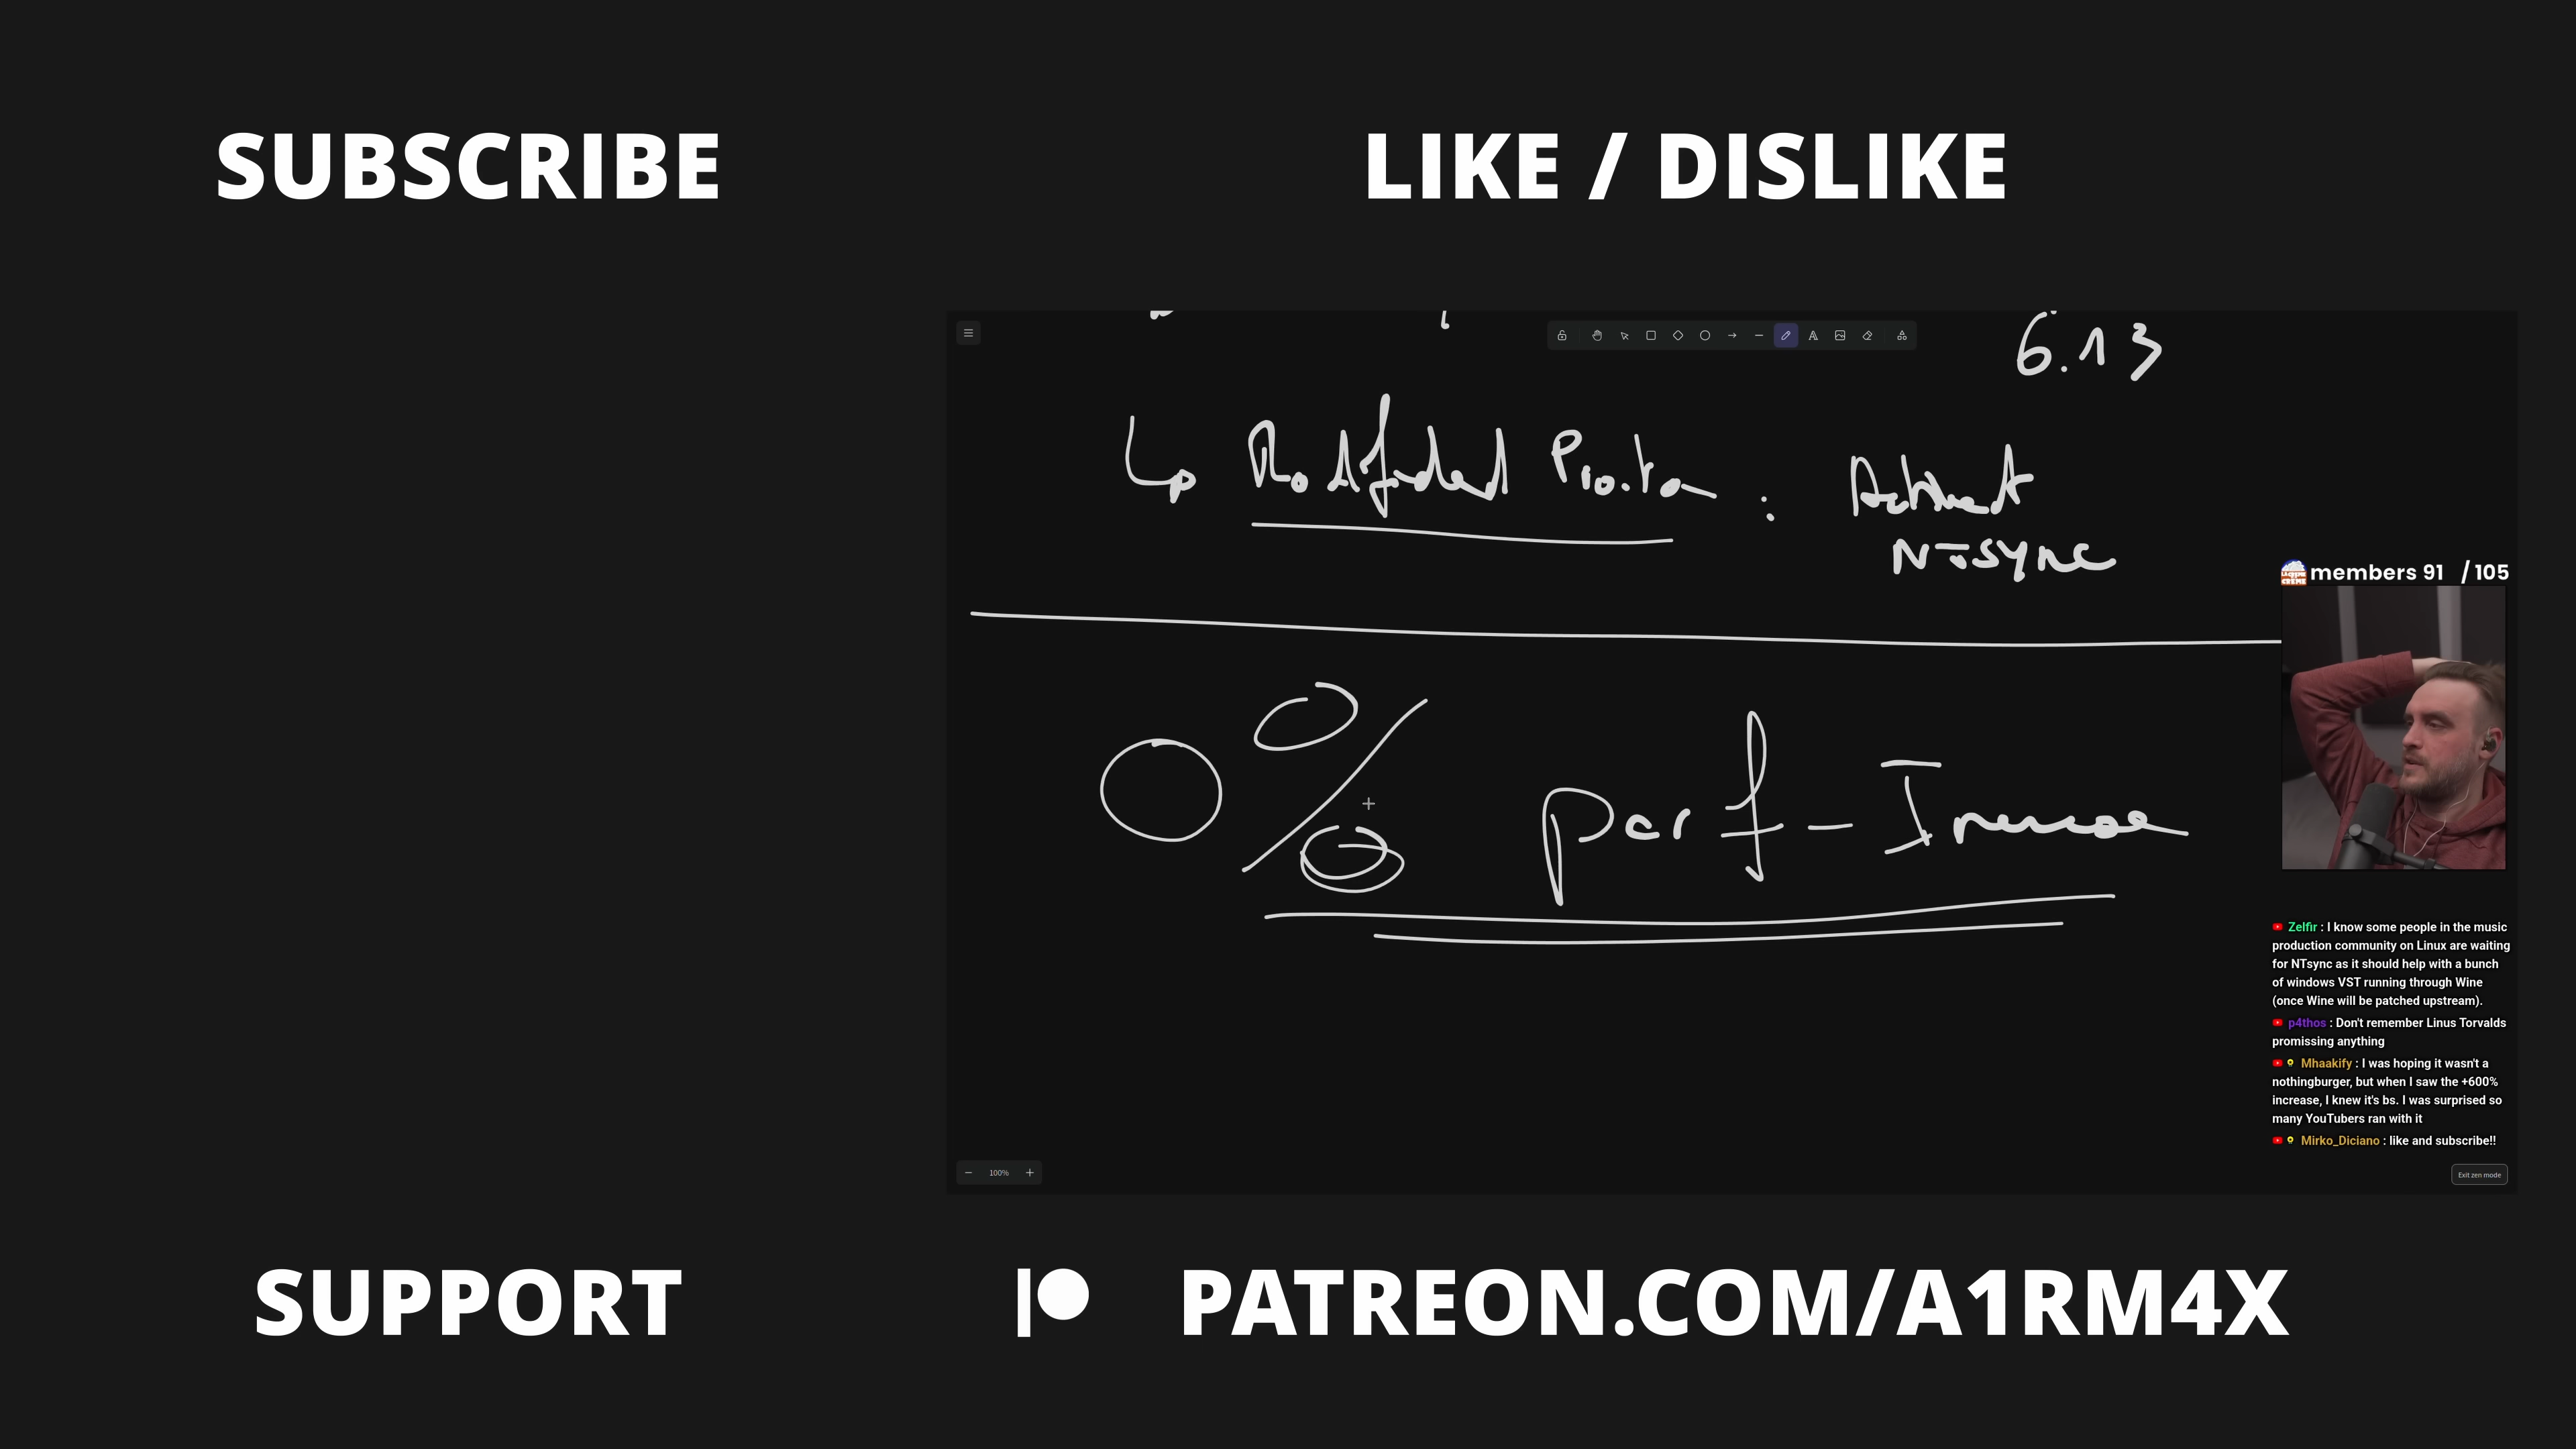 SUBSCRIBE
LIKE / DISLIKE
6.13
Proton :
NTSYNC
0% perf-Increase
members 91 / 105
Zelfir : I know some people in the music
production community on Linux are waiting
for NTsync as it should help with a bunch
of windows VST running through Wine
(once Wine will be patched upstream).
p4thos : Don't remember Linus Torvalds
promissing anything
Mhaakify : I was hoping it wasn't a
nothingburger, but when I saw the +600%
increase, I knew it's bs. I was surprised so
many YouTubers ran with it
Mirko_Diciano : like and subscribe!!
100%
Exit zen mode
SUPPORT
PATREON.COM/A1RM4X